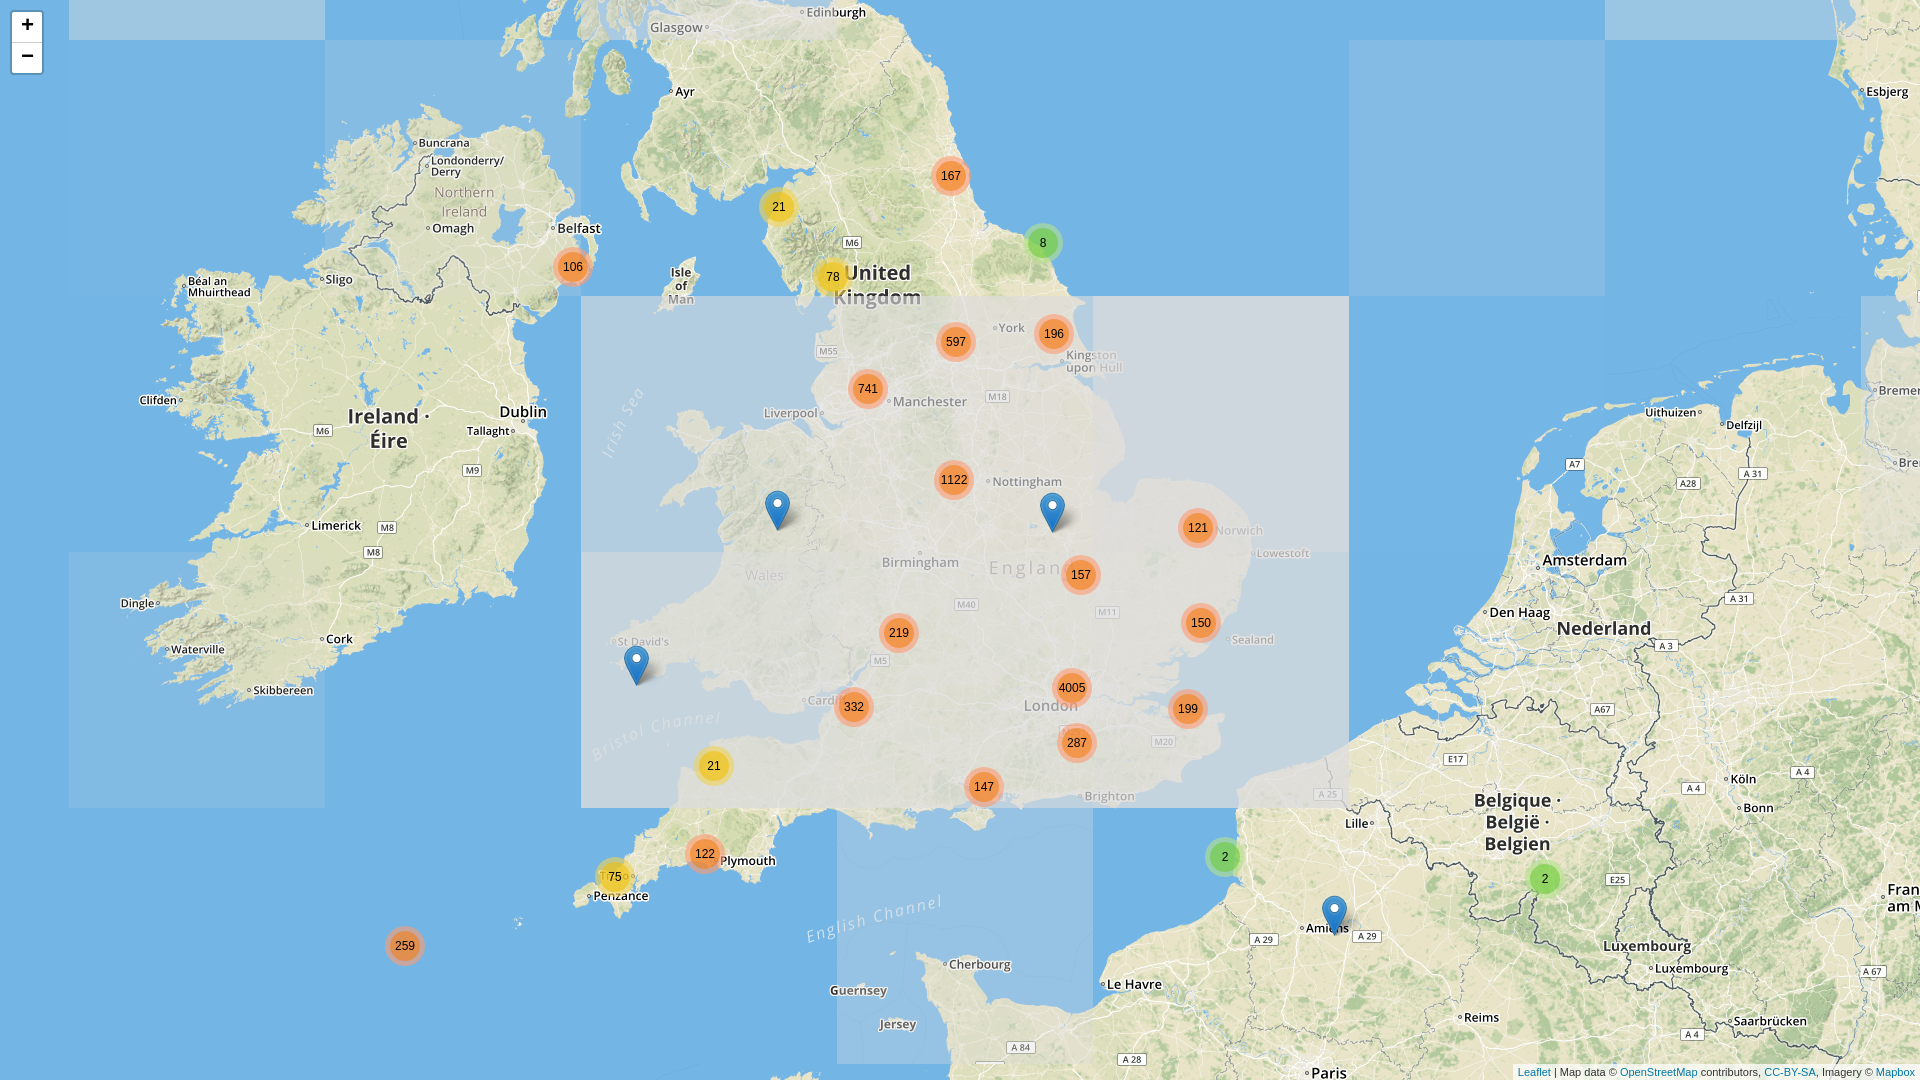 +
−
Glasgow
Edinburgh
Ayr
Esbjerg
Buncrana
Londonderry/
Derry
Northern
Ireland
Omagh
Belfast
167
21
8
M6
106
78
United
Kingdom
Isle
of
Man
Sligo
Béal an
Mhuirthead
York
196
597
M55
Kingston
upon Hull
741
Manchester
M18
Liverpool
Irish Sea
Clifden
Ireland ·
Éire
Dublin
Tallaght
M6
M9
Uithuizen
Delfzijl
Bremer
Bre
A7
A 31
A28
1122
Nottingham
Limerick
M8
M8
121
Norwich
Lowestoft
Birmingham
Englan
157
Wales
Amsterdam
A 31
Den Haag
Nederland
A 3
Dingle
Cork
Waterville
Skibbereen
M40
M11
150
219
Sealand
St David's
M5
4005
London
199
332
Cardi
Bristol Channel
287
M20
A67
E17
A 4
Köln
A 4
Bonn
21
147
Brighton
A 25
Belgique ·
België ·
Belgien
Lille
122
Plymouth
75
Penzance
2
2
E25
Fran
am M
259
English Channel
Amiens
A 29
A 29
Luxembourg
Luxembourg
A 67
Cherbourg
Le Havre
Guernsey
Jersey
Reims
Saarbrücken
A 4
A 84
A 28
Paris
Leaflet | Map data © OpenStreetMap contributors, CC-BY-SA, Imagery © Mapbox